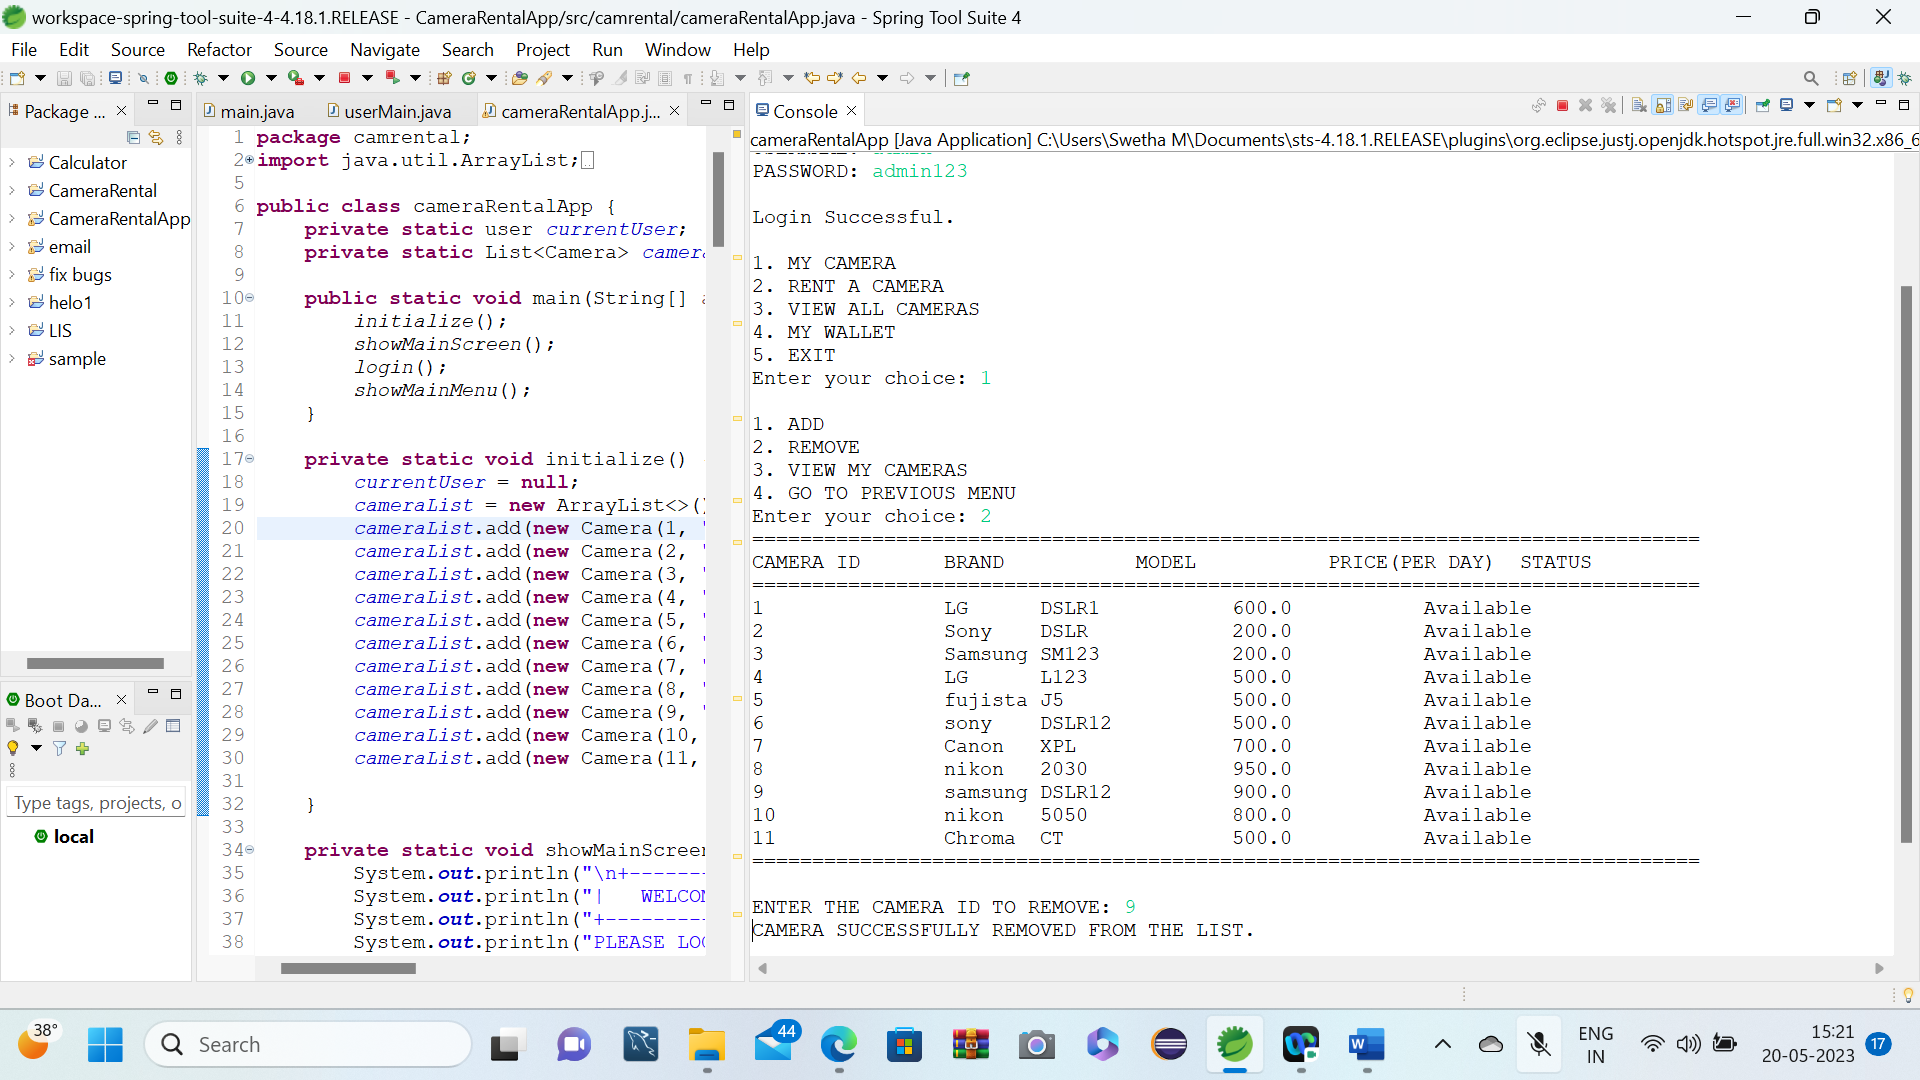 workspace-spring-tool-suite-4-4.18.1.RELEASE - CameraRentalApp/src/camrental/cameraRentalApp.java - Spring Tool Suite 4
File Edit Source Refactor Source Navigate Search Project Run Window Help
Package ...
Calculator
CameraRental
CameraRentalApp
email
fix bugs
helo1
LIS
sample
Boot Da...
Type tags, projects, o
local
main.java userMain.java cameraRentalApp.j...
1 package camrental;
2 import java.util.ArrayList;
5
6 public class cameraRentalApp {
7 private static user currentUser;
8 private static List<Camera> camer
9
10 public static void main(String[]
11 initialize();
12 showMainScreen();
13 login();
14 showMainMenu();
15 }
16
17 private static void initialize()
18 currentUser = null;
19 cameraList = new ArrayList<>()
20 cameraList.add(new Camera(1, "
21 cameraList.add(new Camera(2, "
22 cameraList.add(new Camera(3, "
23 cameraList.add(new Camera(4, "
24 cameraList.add(new Camera(5, "
25 cameraList.add(new Camera(6, "
26 cameraList.add(new Camera(7, "
27 cameraList.add(new Camera(8, "
28 cameraList.add(new Camera(9, "
29 cameraList.add(new Camera(10,
30 cameraList.add(new Camera(11,
31
32 }
33
34 private static void showMainScreen
35 System.out.println("\n+-------
36 System.out.println("| WELCOM
37 System.out.println("+---------
38 System.out.println("PLEASE LO
Console
cameraRentalApp [Java Application] C:\Users\Swetha M\Documents\sts-4.18.1.RELEASE\plugins\org.eclipse.justj.openjdk.hotspot.jre.full.win32.x86_6
PASSWORD: admin123
Login Successful.
1. MY CAMERA
2. RENT A CAMERA
3. VIEW ALL CAMERAS
4. MY WALLET
5. EXIT
Enter your choice: 1
1. ADD
2. REMOVE
3. VIEW MY CAMERAS
4. GO TO PREVIOUS MENU
Enter your choice: 2
===============================================================================
CAMERA ID BRAND MODEL PRICE(PER DAY) STATUS
===============================================================================
1 LG DSLR1 600.0 Available
2 Sony DSLR 200.0 Available
3 Samsung SM123 200.0 Available
4 LG L123 500.0 Available
5 fujista J5 500.0 Available
6 sony DSLR12 500.0 Available
7 Canon XPL 700.0 Available
8 nikon 2030 950.0 Available
9 samsung DSLR12 900.0 Available
10 nikon 5050 800.0 Available
11 Chroma CT 500.0 Available
===============================================================================
ENTER THE CAMERA ID TO REMOVE: 9
CAMERA SUCCESSFULLY REMOVED FROM THE LIST.
38°
Search
44
ENG
IN
15:21
20-05-2023
17